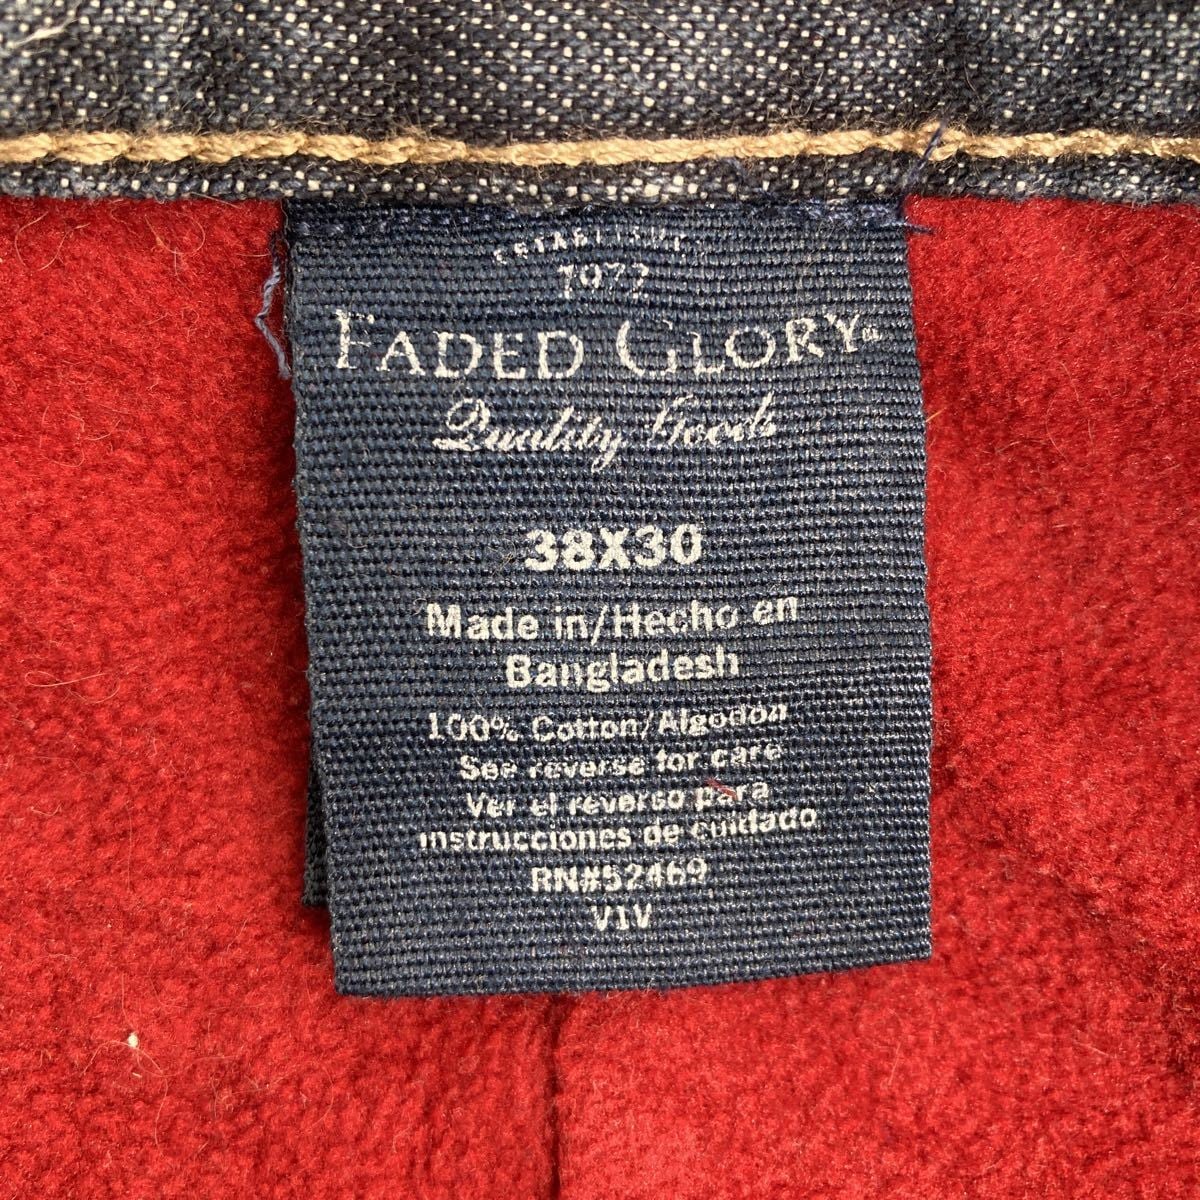 ESTABLISHED
1972
FADED GLORY
Quality Goods
38X30
Made in/Hecho en
Bangladesh
100% Cotton/Algodon
See reverse for care
Ver el reverso para
instrucciones de cuidado
RN#52469
VIV